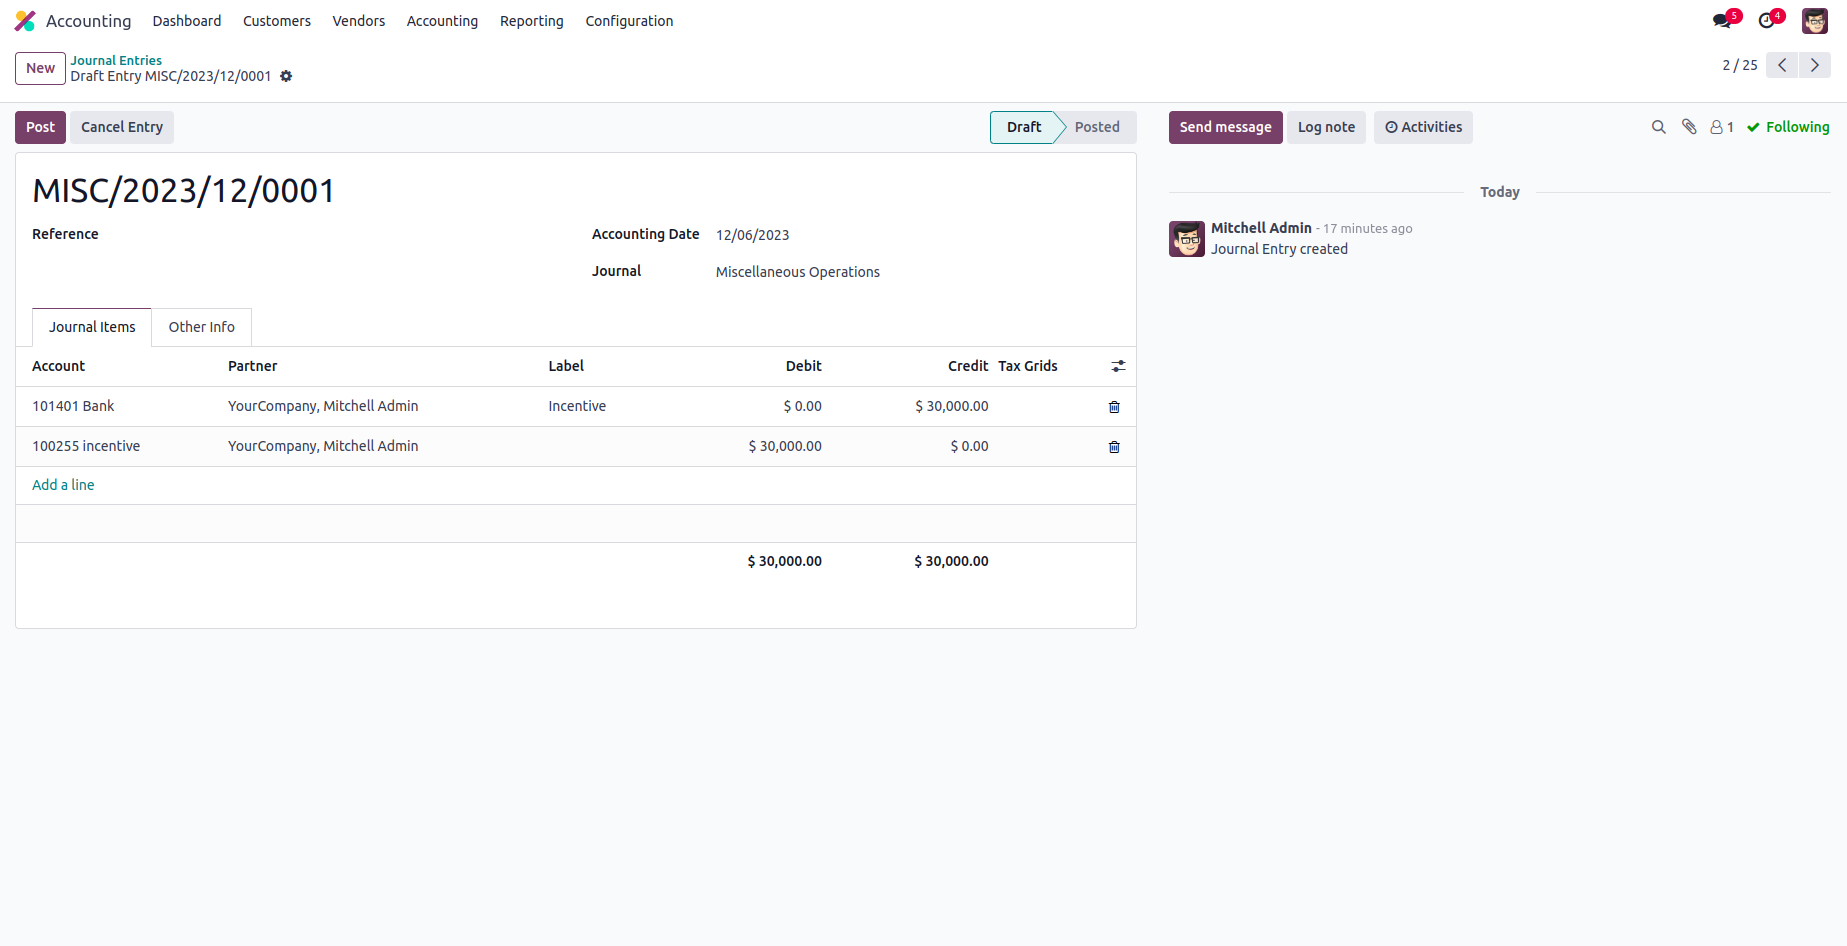 Accounting Dashboard Customers Vendors Accounting Reporting Configuration 5 4
New Journal Entries
Draft Entry MISC/2023/12/0001
2 / 25
Post Cancel Entry Draft Posted
Send message Log note Activities 1 Following
MISC/2023/12/0001
Reference
Accounting Date 12/06/2023
Journal Miscellaneous Operations
Journal Items Other Info
Account Partner Label Debit Credit Tax Grids
101401 Bank YourCompany, Mitchell Admin Incentive $ 0.00 $ 30,000.00
100255 incentive YourCompany, Mitchell Admin $ 30,000.00 $ 0.00
Add a line
$ 30,000.00 $ 30,000.00
Today
Mitchell Admin - 17 minutes ago
Journal Entry created